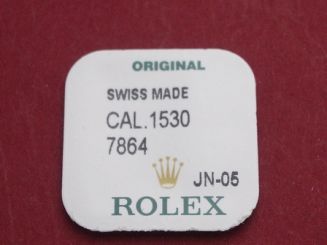 ORIGINAL
SWISS MADE
CAL.1530
7864
JN-05
ROLEX